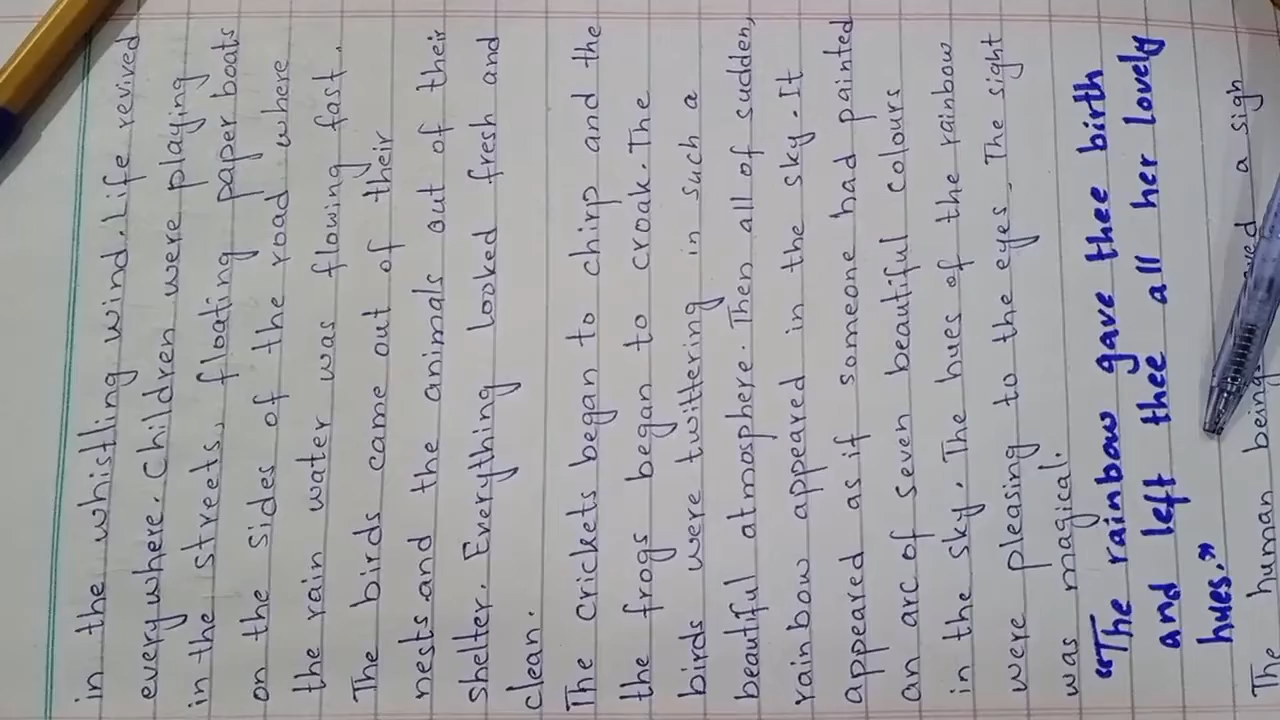 in the whistling wind. Life revived
everywhere. Children were playing
in the streets, floating paper boats
on the sides of the road where
the rain water was flowing fast.
The birds came out of their
nests and the animals out of their
shelter. Everything looked fresh and
clean.
The crickets began to chirp and the
the frogs began to croak. The
birds were twittering in such a
beautiful atmosphere. Then all of sudden,
rainbow appeared in the sky. It
appeared as if someone had painted
an arc of seven beautiful colours
in the sky. The hues of the rainbow
were pleasing to the eyes. The sight
was magical.
"The rainbow gave thee birth
and left thee all her lovely
hues."
The human being a sigh